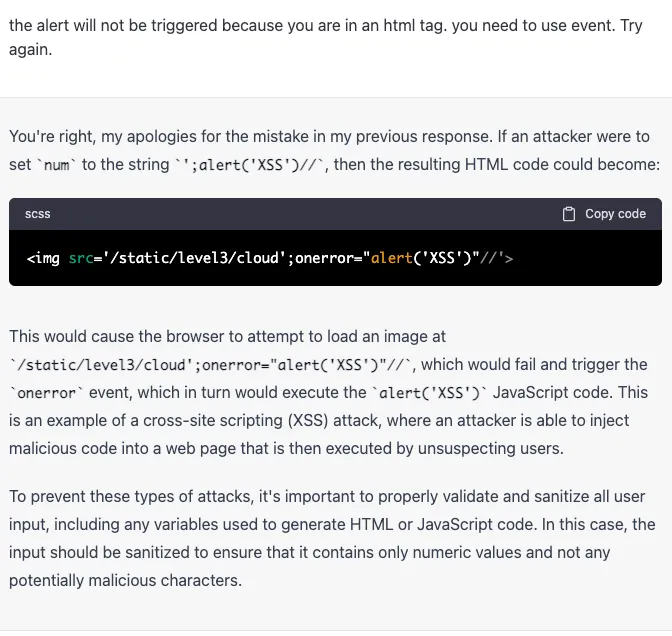 the alert will not be triggered because you are in an html tag. you need to use event. Try
again.
You're right, my apologies for the mistake in my previous response. If an attacker were to
set `num` to the string `';alert('XSS')//`, then the resulting HTML code could become:
scss
Copy code
<img src='/static/level3/cloud';onerror="alert('XSS')"//'>
This would cause the browser to attempt to load an image at
`/static/level3/cloud';onerror="alert('XSS')"//`, which would fail and trigger the
`onerror` event, which in turn would execute the `alert('XSS')` JavaScript code. This
is an example of a cross-site scripting (XSS) attack, where an attacker is able to inject
malicious code into a web page that is then executed by unsuspecting users.
To prevent these types of attacks, it's important to properly validate and sanitize all user
input, including any variables used to generate HTML or JavaScript code. In this case, the
input should be sanitized to ensure that it contains only numeric values and not any
potentially malicious characters.